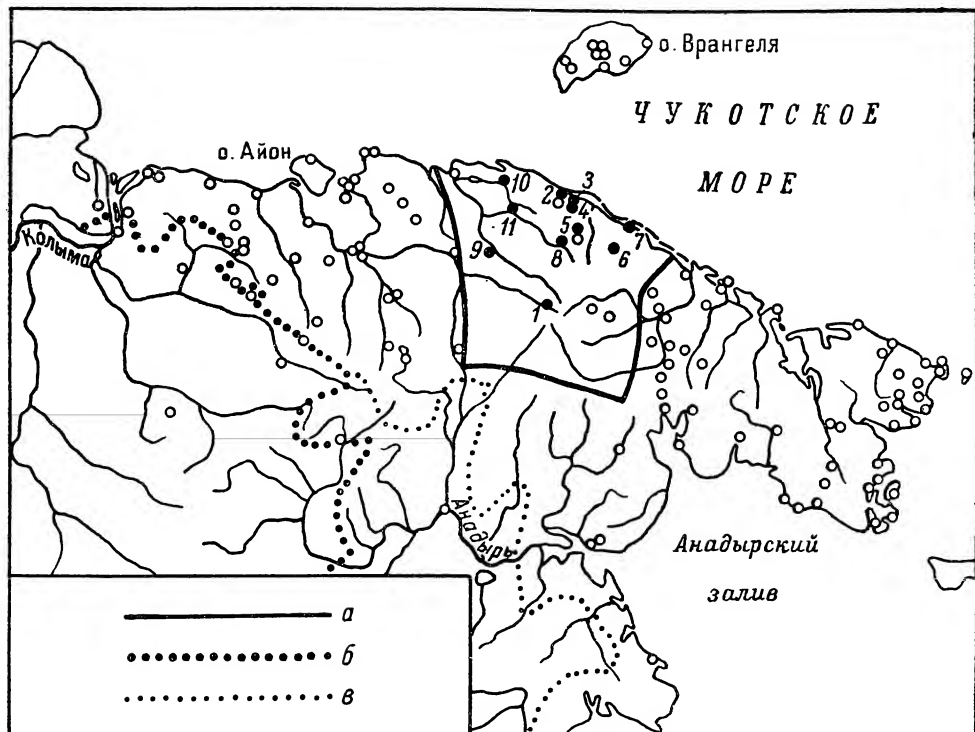 о. Врангеля
ЧУКОТСКОЕ
МОРЕ
о. Айон
10
3
2
4
11
5
7
9
8
6
Колыма
1
Анадырь
Анадырский
залив
а
б
в